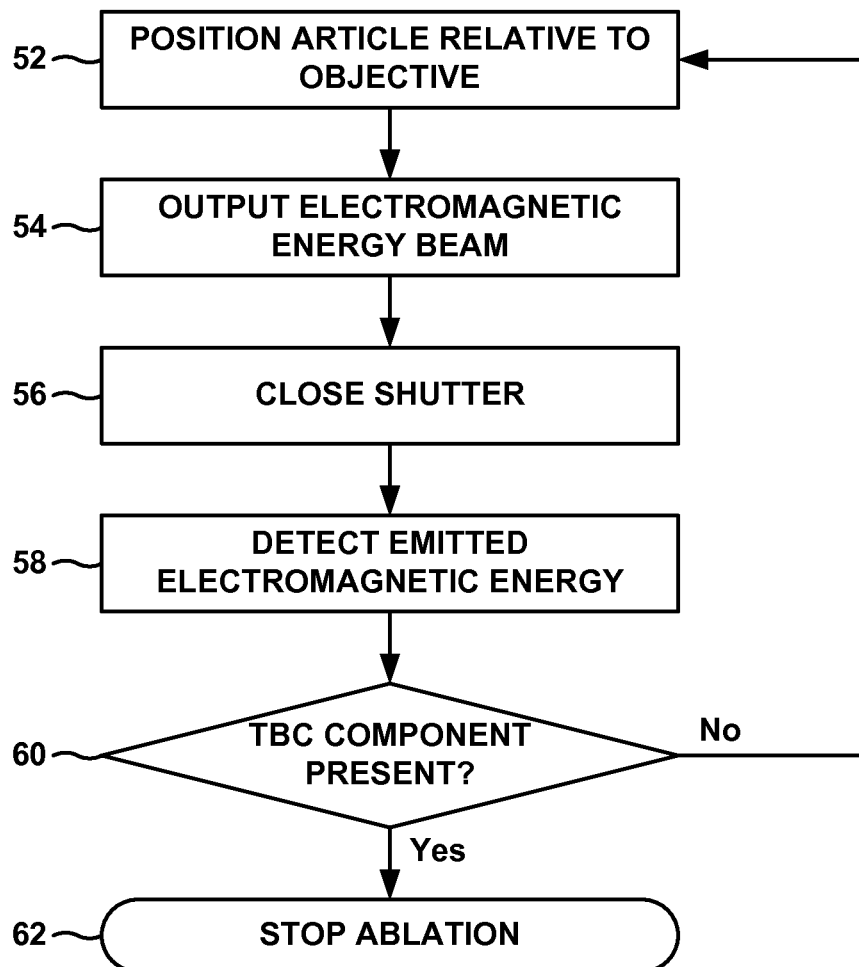 52
POSITION ARTICLE RELATIVE TO
OBJECTIVE
54
OUTPUT ELECTROMAGNETIC
ENERGY BEAM
56
CLOSE SHUTTER
58
DETECT EMITTED
ELECTROMAGNETIC ENERGY
60
TBC COMPONENT
PRESENT?
No
Yes
62
STOP ABLATION